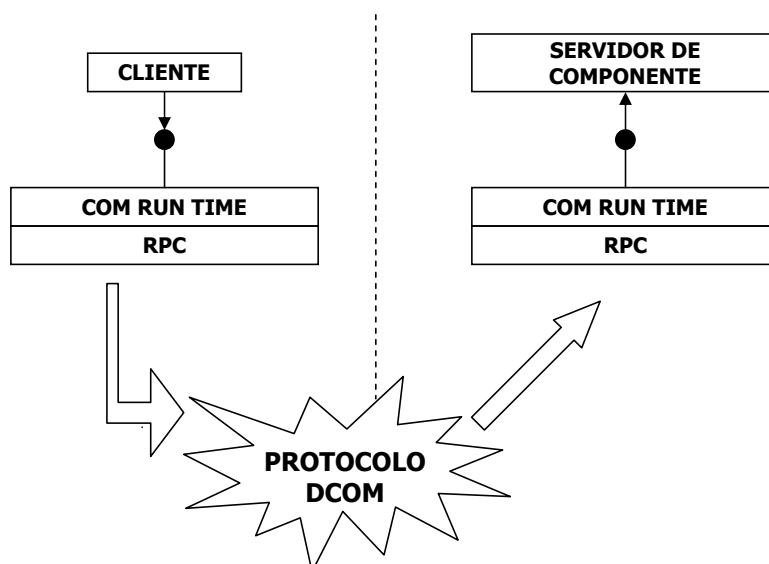 CLIENTE
COM RUN TIME
RPC
SERVIDOR DE
COMPONENTE
COM RUN TIME
RPC
PROTOCOLO
DCOM